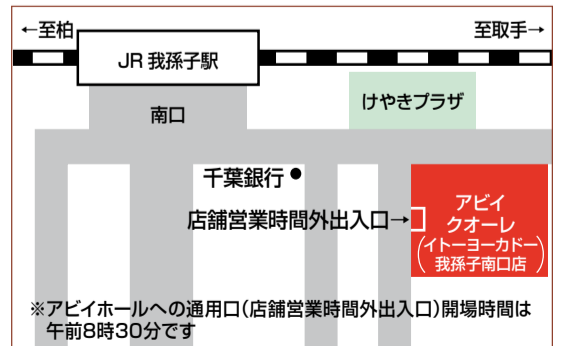 ←至柏
至取手→
JR 我孫子駅
南口
けやきプラザ
千葉銀行
店舗営業時間外出入口→
アビイ
クオーレ
(イトーヨーカドー
我孫子南口店)
※アビイホールへの通用口(店舗営業時間外出入口)開場時間は
午前8時30分です